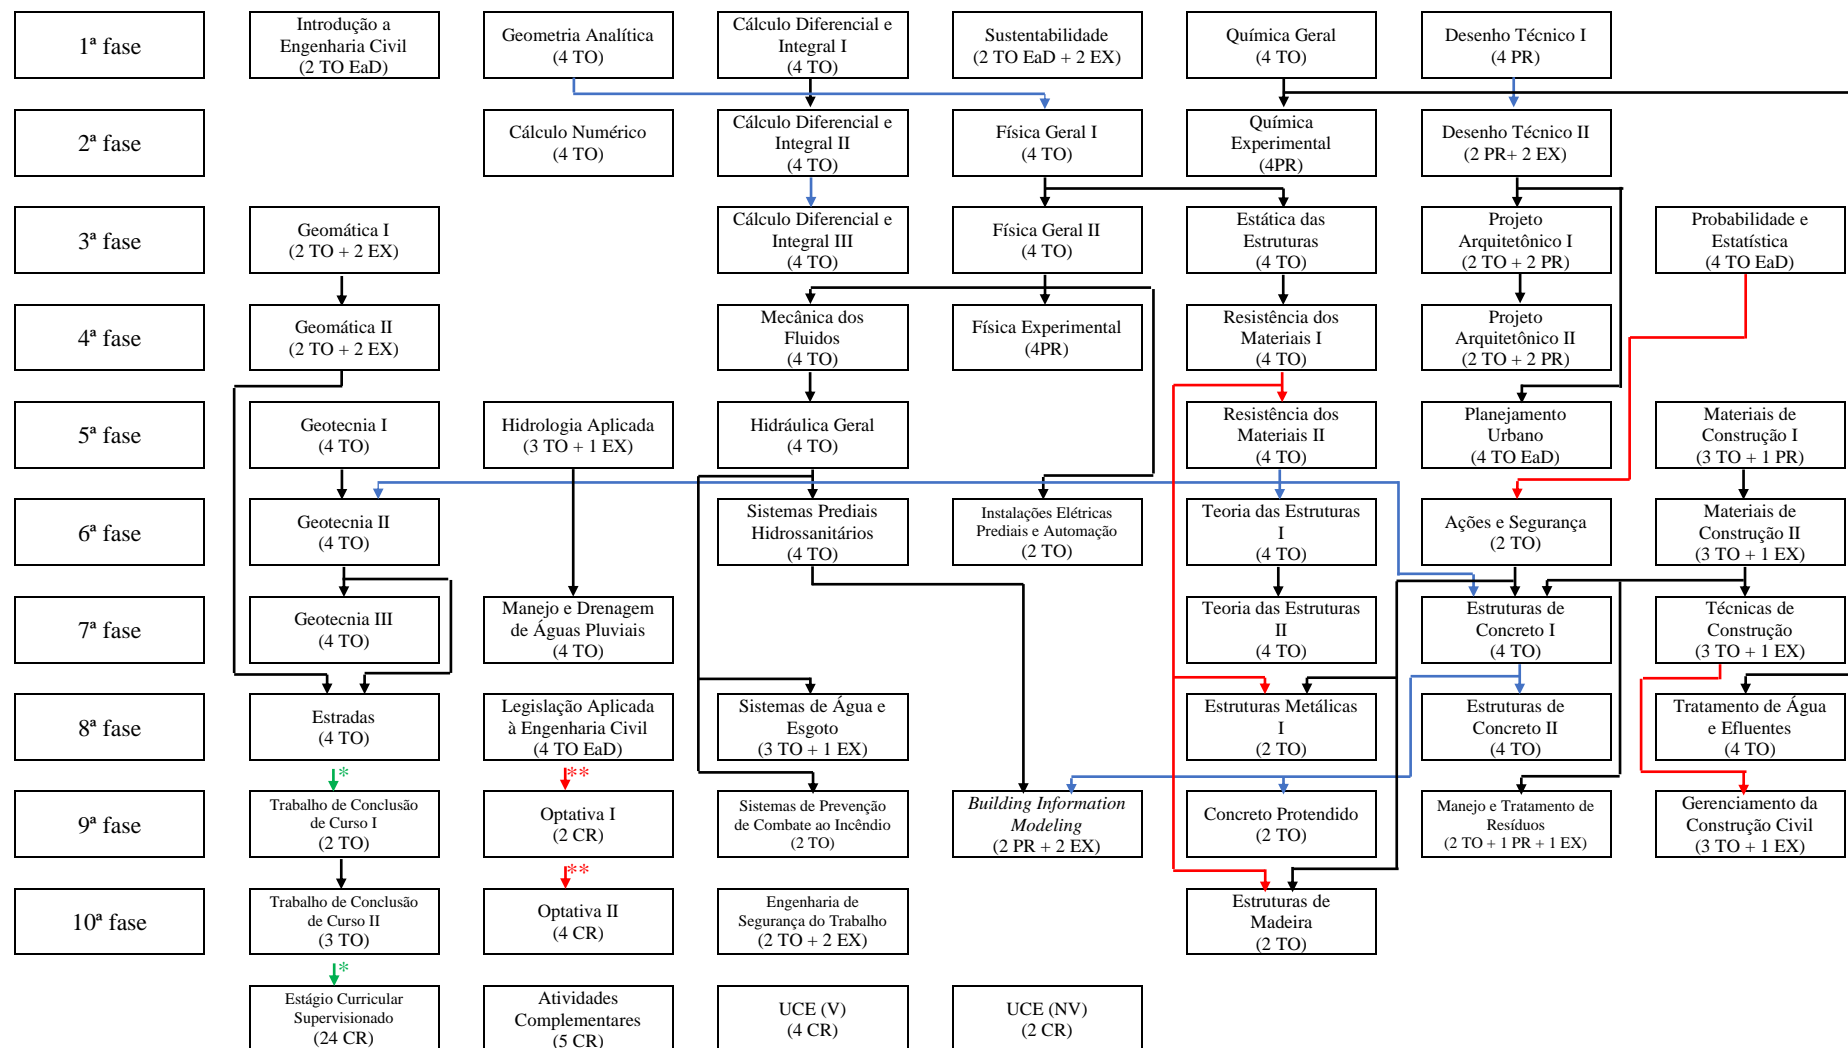 1ª fase
Introdução a
Engenharia Civil
(2 TO EaD)
Geometria Analítica
(4 TO)
Cálculo Diferencial e
Integral I
(4 TO)
Sustentabilidade
(2 TO EaD + 2 EX)
Química Geral
(4 TO)
Desenho Técnico I
(4 PR)
2ª fase
Cálculo Numérico
(4 TO)
Cálculo Diferencial e
Integral II
(4 TO)
Física Geral I
(4 TO)
Química
Experimental
(4PR)
Desenho Técnico II
(2 PR+ 2 EX)
3ª fase
Geomática I
(2 TO + 2 EX)
Cálculo Diferencial e
Integral III
(4 TO)
Física Geral II
(4 TO)
Estática das
Estruturas
(4 TO)
Projeto
Arquitetônico I
(2 TO + 2 PR)
Probabilidade e
Estatística
(4 TO EaD)
4ª fase
Geomática II
(2 TO + 2 EX)
Mecânica dos
Fluidos
(4 TO)
Física Experimental
(4PR)
Resistência dos
Materiais I
(4 TO)
Projeto
Arquitetônico II
(2 TO + 2 PR)
5ª fase
Geotecnia I
(4 TO)
Hidrologia Aplicada
(3 TO + 1 EX)
Hidráulica Geral
(4 TO)
Resistência dos
Materiais II
(4 TO)
Planejamento
Urbano
(4 TO EaD)
Materiais de
Construção I
(3 TO + 1 PR)
6ª fase
Geotecnia II
(4 TO)
Sistemas Prediais
Hidrossanitários
(4 TO)
Instalações Elétricas
Prediais e Automação
(2 TO)
Teoria das Estruturas
I
(4 TO)
Ações e Segurança
(2 TO)
Materiais de
Construção II
(3 TO + 1 EX)
7ª fase
Geotecnia III
(4 TO)
Manejo e Drenagem
de Águas Pluviais
(4 TO)
Teoria das Estruturas
II
(4 TO)
Estruturas de
Concreto I
(4 TO)
Técnicas de
Construção
(3 TO + 1 EX)
8ª fase
Estradas
(4 TO)
Legislação Aplicada
à Engenharia Civil
(4 TO EaD)
Sistemas de Água e
Esgoto
(3 TO + 1 EX)
Estruturas Metálicas
I
(2 TO)
Estruturas de
Concreto II
(4 TO)
Tratamento de Água
e Efluentes
(4 TO)
*
**
9ª fase
Trabalho de Conclusão
de Curso I
(2 TO)
Optativa I
(2 CR)
Sistemas de Prevenção
de Combate ao Incêndio
(2 TO)
Building Information
Modeling
(2 PR + 2 EX)
Concreto Protendido
(2 TO)
Manejo e Tratamento de
Resíduos
(2 TO + 1 PR + 1 EX)
Gerenciamento da
Construção Civil
(3 TO + 1 EX)
**
10ª fase
Trabalho de Conclusão
de Curso II
(3 TO)
Optativa II
(4 CR)
Engenharia de
Segurança do Trabalho
(2 TO + 2 EX)
Estruturas de
Madeira
(2 TO)
*
Estágio Curricular
Supervisionado
(24 CR)
Atividades
Complementares
(5 CR)
UCE (V)
(4 CR)
UCE (NV)
(2 CR)